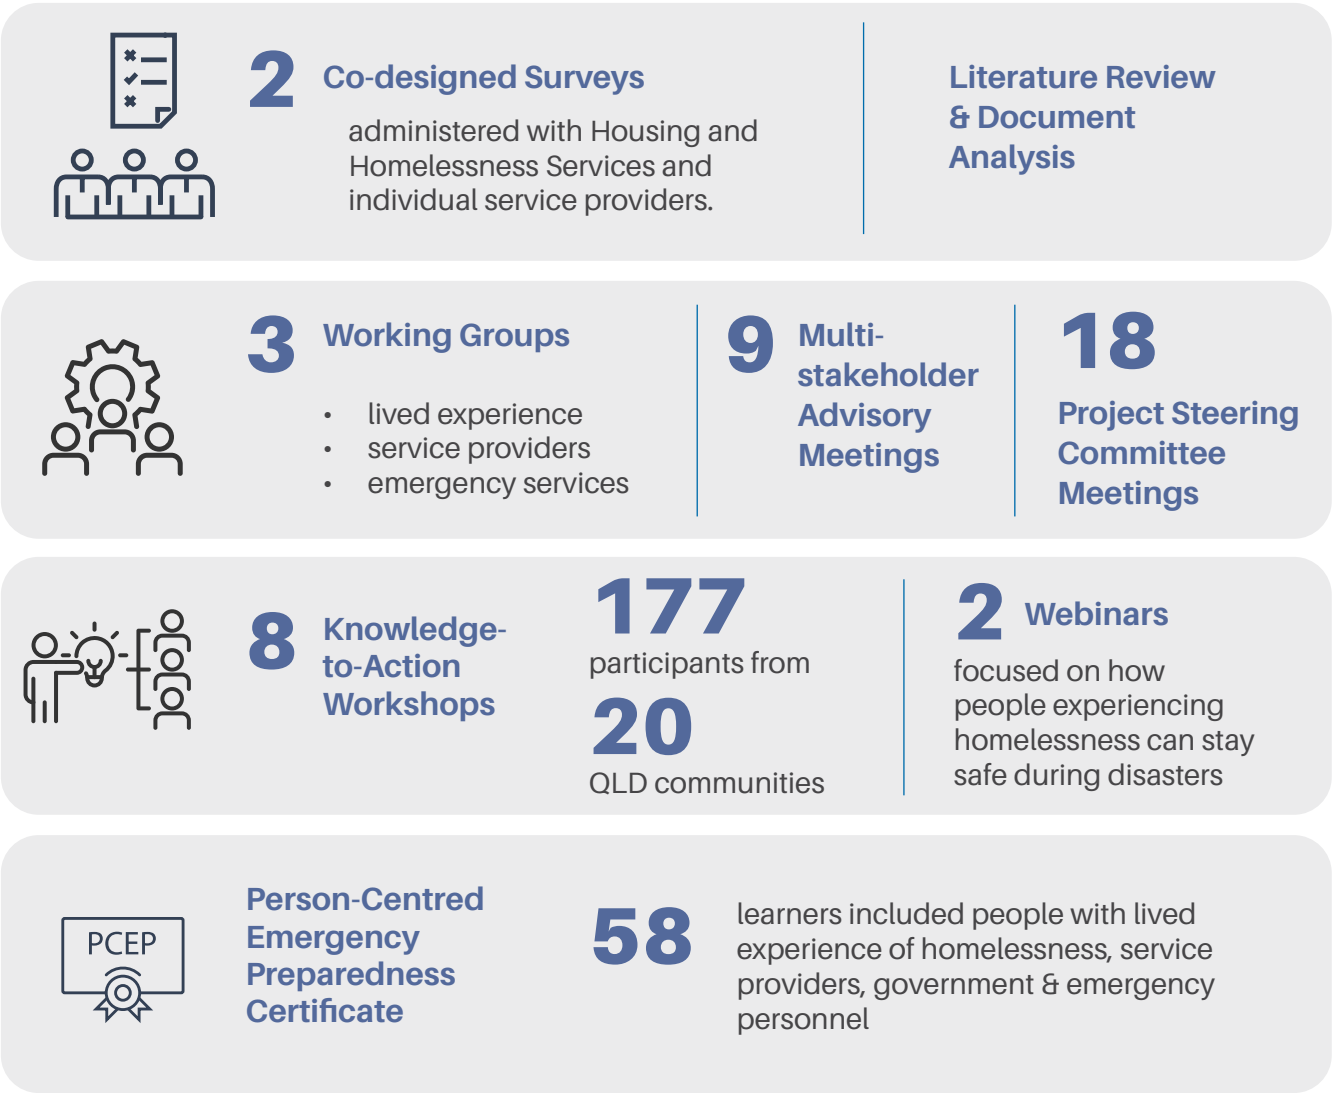 2 Co-designed Surveys
administered with Housing and
Homelessness Services and
individual service providers.
Literature Review
& Document
Analysis
3 Working Groups
• lived experience
• service providers
• emergency services
9 Multi-
stakeholder
Advisory
Meetings
18
Project Steering
Committee
Meetings
8 Knowledge-
to-Action
Workshops
177
participants from
20
QLD communities
2 Webinars
focused on how
people experiencing
homelessness can stay
safe during disasters
PCEP
Person-Centred
Emergency
Preparedness
Certificate
58
learners included people with lived
experience of homelessness, service
providers, government & emergency
personnel